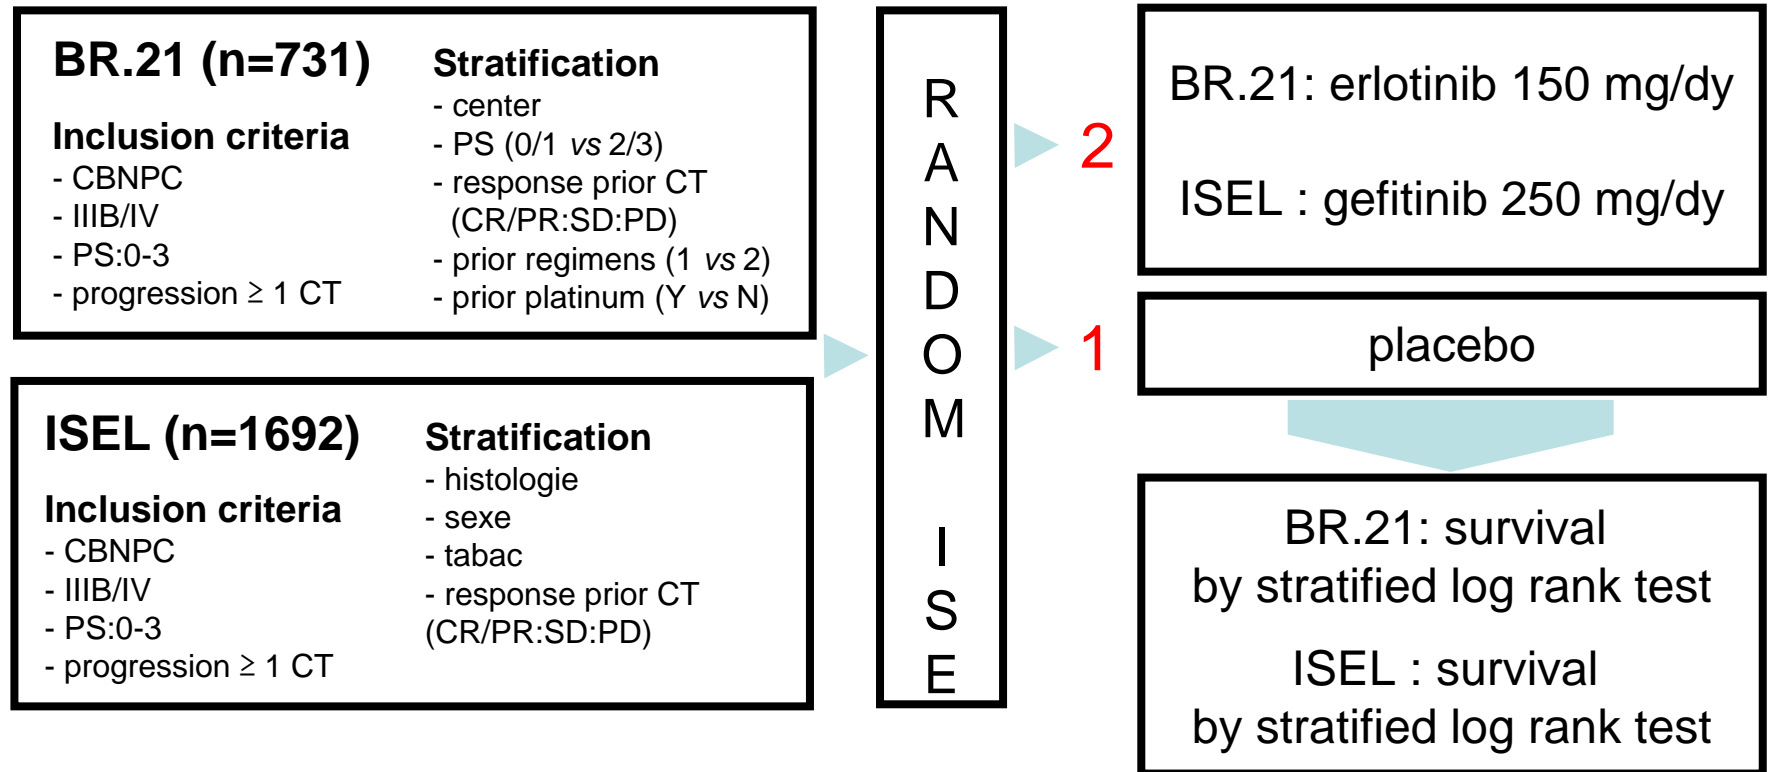 BR.21 (n=731)
Inclusion criteria
- CBNPC
- IIIB/IV
- PS:0-3
- progression ≥ 1 CT
Stratification
- center
- PS (0/1 vs 2/3)
- response prior CT
(CR/PR:SD:PD)
- prior regimens (1 vs 2)
- prior platinum (Y vs N)
ISEL (n=1692)
Inclusion criteria
- CBNPC
- IIIB/IV
- PS:0-3
- progression ≥ 1 CT
Stratification
- histologie
- sexe
- tabac
- response prior CT
(CR/PR:SD:PD)
R
A
N
D
O
M
I
S
E
2
1
BR.21: erlotinib 150 mg/dy
ISEL : gefitinib 250 mg/dy
placebo
BR.21: survival
by stratified log rank test
ISEL : survival
by stratified log rank test